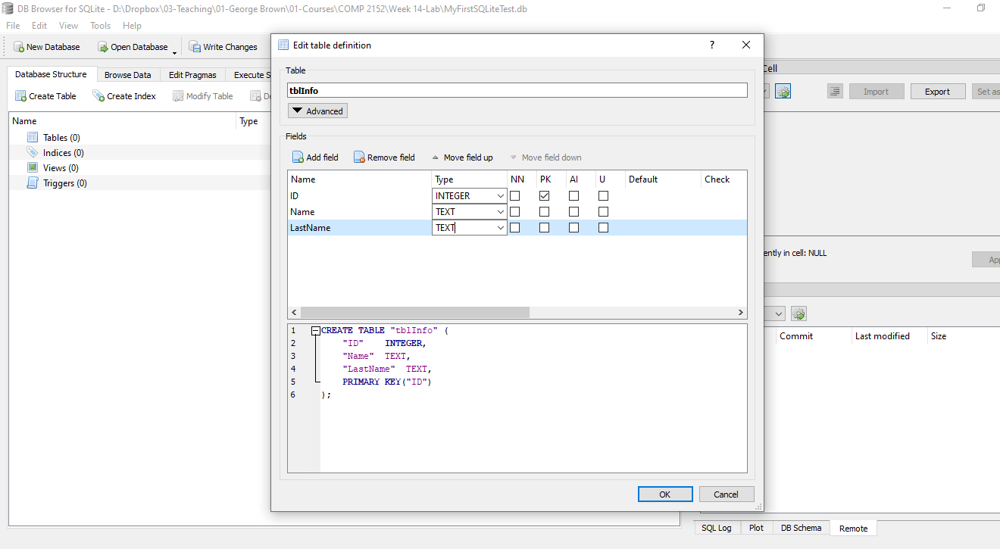 DB Browser for SQLite - D:\Dropbox\03-Teaching\01-George Brown\01-Courses\COMP 2152\Week 14-Lab\MyFirstSQLiteTest.db
File Edit View Tools Help
New Database Open Database Write Changes
Database Structure Browse Data Edit Pragmas Execute S
Create Table Create Index Modify Table De
Name Type
Tables (0)
Indices (0)
Views (0)
Triggers (0)
Edit table definition ?
Table
tblInfo
Advanced
Fields
Add field Remove field Move field up Move field down
Name Type NN PK AI U Default Check
ID INTEGER
Name TEXT
LastName TEXT
1 CREATE TABLE "tblInfo" (
2 "ID" INTEGER,
3 "Name" TEXT,
4 "LastName" TEXT,
5 PRIMARY KEY("ID")
6 );
OK Cancel
Cell
Import Export Set as
ently in cell: NULL
App
Commit Last modified Size
SQL Log Plot DB Schema Remote